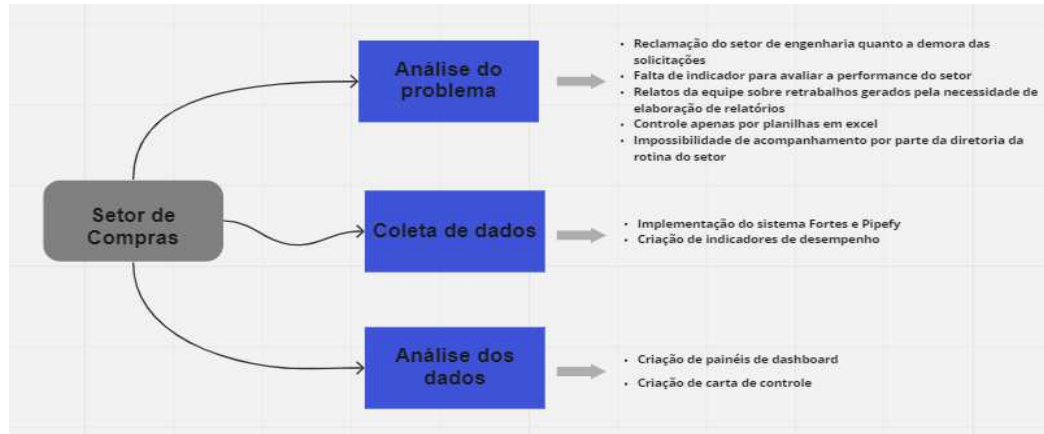 Setor de
Compras
Análise do
problema
• Reclamação do setor de engenharia quanto a demora das
solicitações
• Falta de indicador para avaliar a performance do setor
• Relatos da equipe sobre retrabalhos gerados pela necessidade de
elaboração de relatórios
• Controle apenas por planilhas em excel
• Impossibilidade de acompanhamento por parte da diretoria da
rotina do setor
Coleta de dados
• Implementação do sistema Fortes e Pipefy
• Criação de indicadores de desempenho
Análise dos
dados
• Criação de painéis de dashboard
• Criação de carta de controle